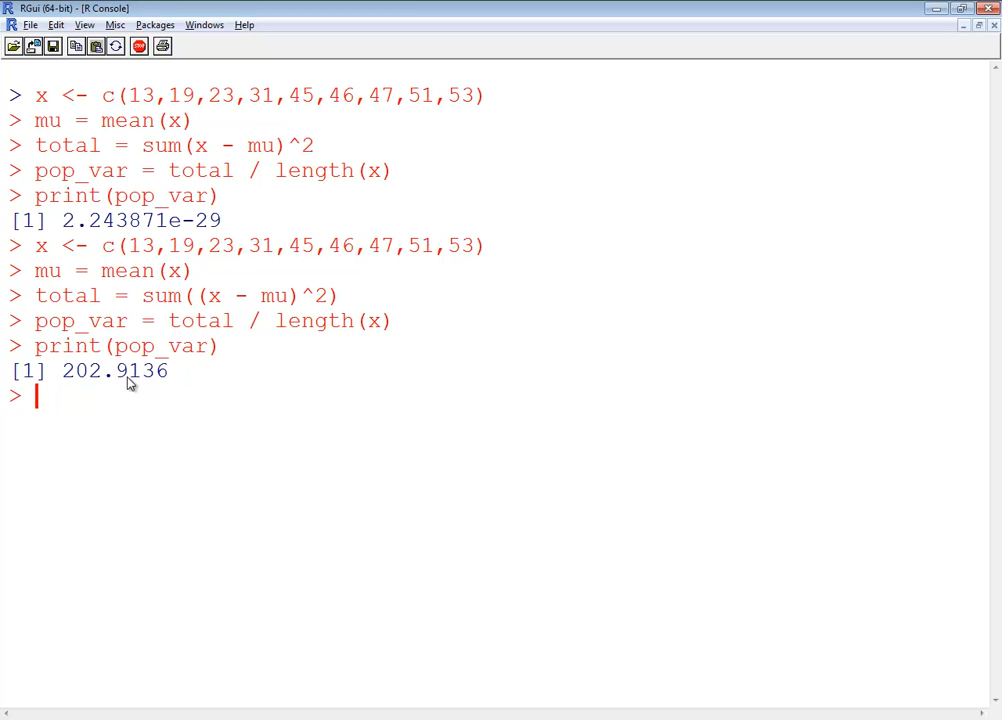 RGui (64-bit) - [R Console]
File Edit View Misc Packages Windows Help
> x <- c(13,19,23,31,45,46,47,51,53)
> mu = mean(x)
> total = sum(x - mu)^2
> pop_var = total / length(x)
> print(pop_var)
[1] 2.243871e-29
> x <- c(13,19,23,31,45,46,47,51,53)
> mu = mean(x)
> total = sum((x - mu)^2)
> pop_var = total / length(x)
> print(pop_var)
[1] 202.9136
>